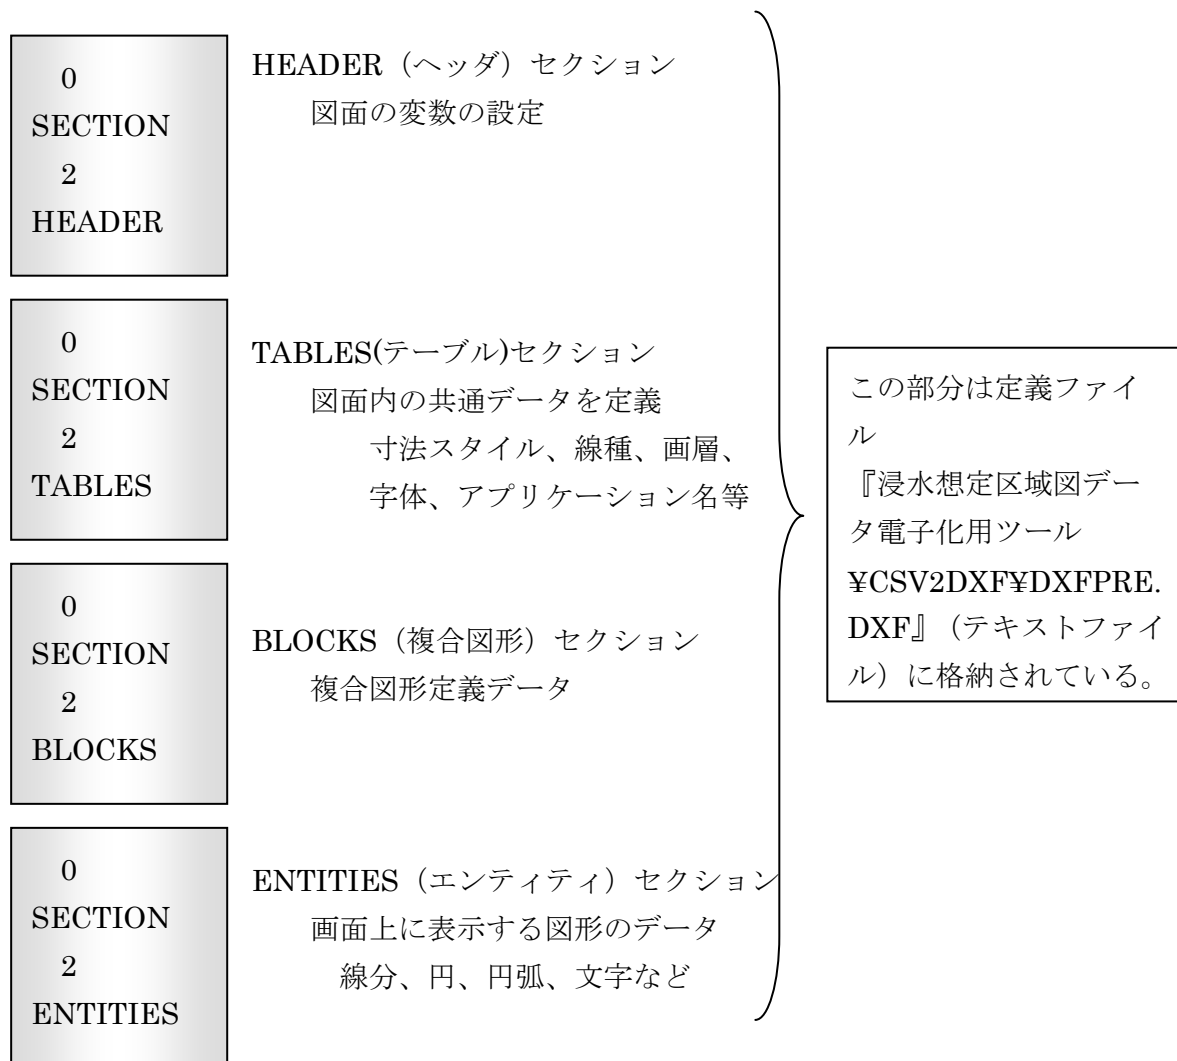 0
SECTION
2
HEADER
HEADER（ヘッダ）セクション
図面の変数の設定
0
SECTION
2
TABLES
TABLES(テーブル)セクション
図面内の共通データを定義
寸法スタイル、線種、画層、
字体、アプリケーション名等
0
SECTION
2
BLOCKS
BLOCKS（複合図形）セクション
複合図形定義データ
0
SECTION
2
ENTITIES
ENTITIES（エンティティ）セクション
画面上に表示する図形のデータ
線分、円、円弧、文字など
この部分は定義ファイ
ル
『浸水想定区域図デー
タ電子化用ツール
¥CSV2DXF¥DXFPRE.
DXF』（テキストファイ
ル）に格納されている。